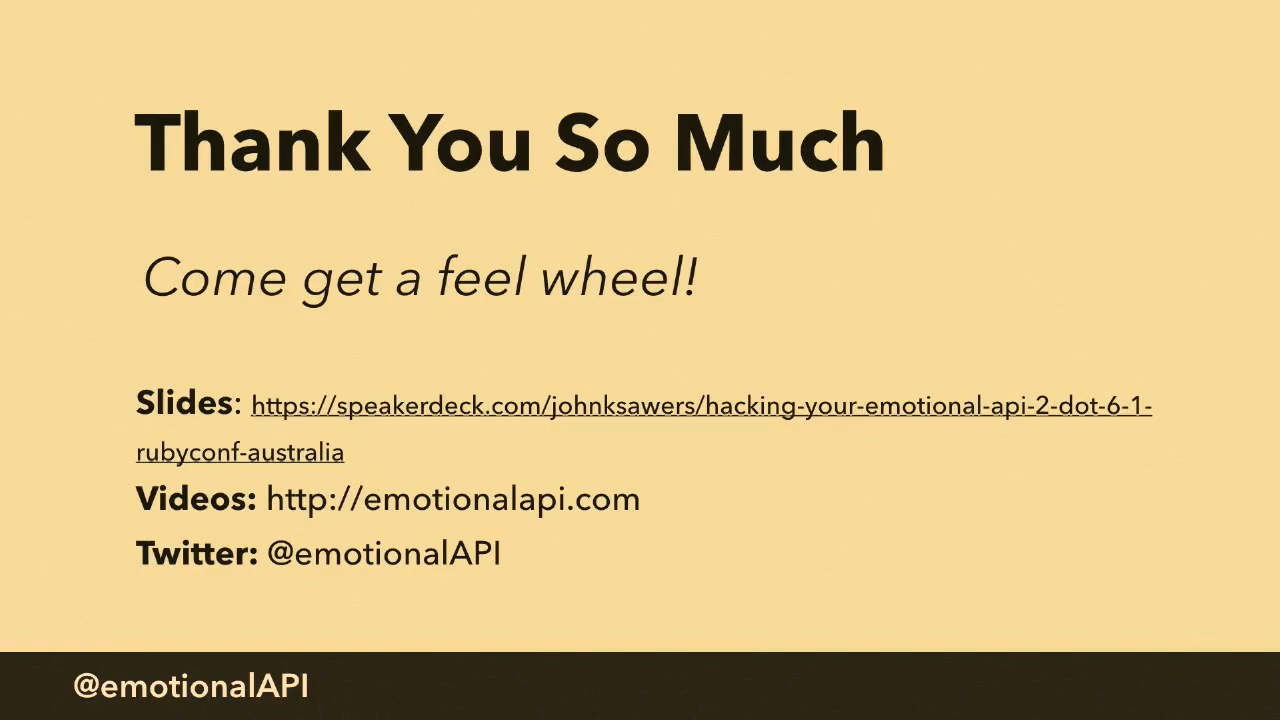 Thank You So Much
Come get a feel wheel!
Slides: https://speakerdeck.com/johnksawers/hacking-your-emotional-api-2-dot-6-1-
rubyconf-australia
Videos: http://emotionalapi.com
Twitter: @emotionalAPI
@emotionalAPI